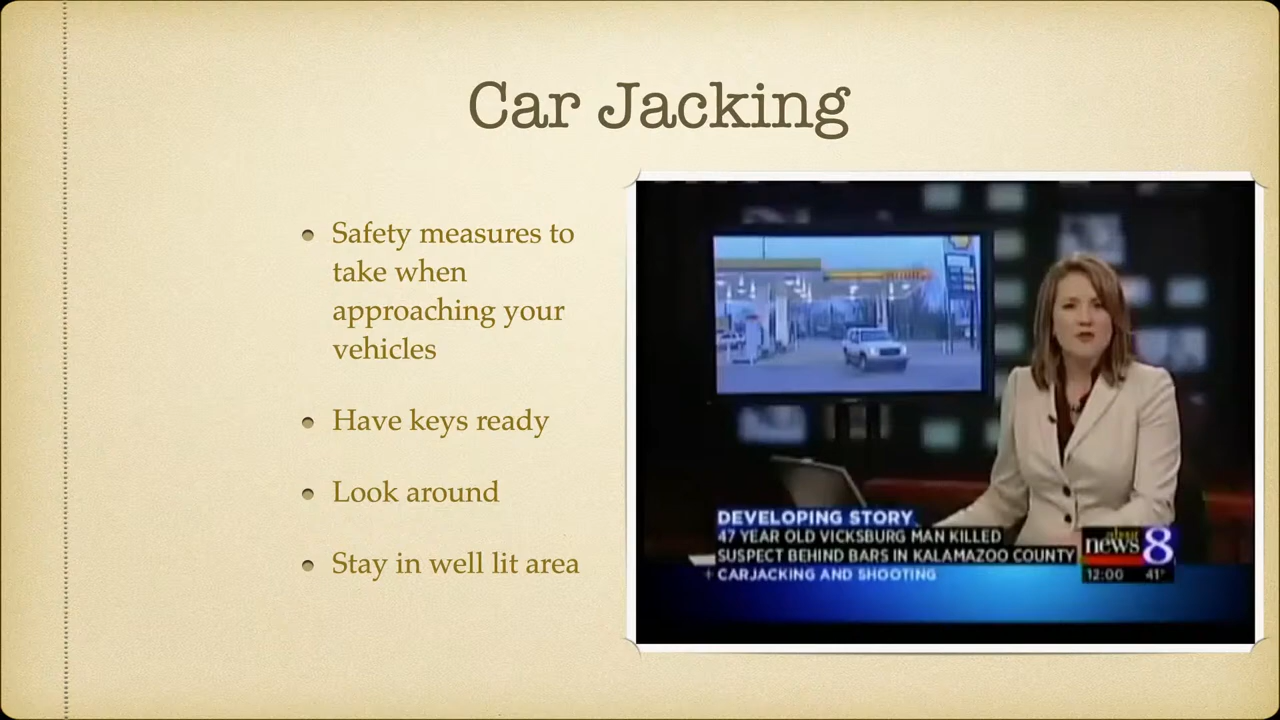 Car Jacking
Safety measures to
take when
approaching your
vehicles
Have keys ready
Look around
Stay in well lit area
DEVELOPING STORY
47 YEAR OLD VICKSBURG MAN KILLED
SUSPECT BEHIND BARS IN KALAMAZOO COUNTY
CARJACKING AND SHOOTING
news 8
12:00 41°